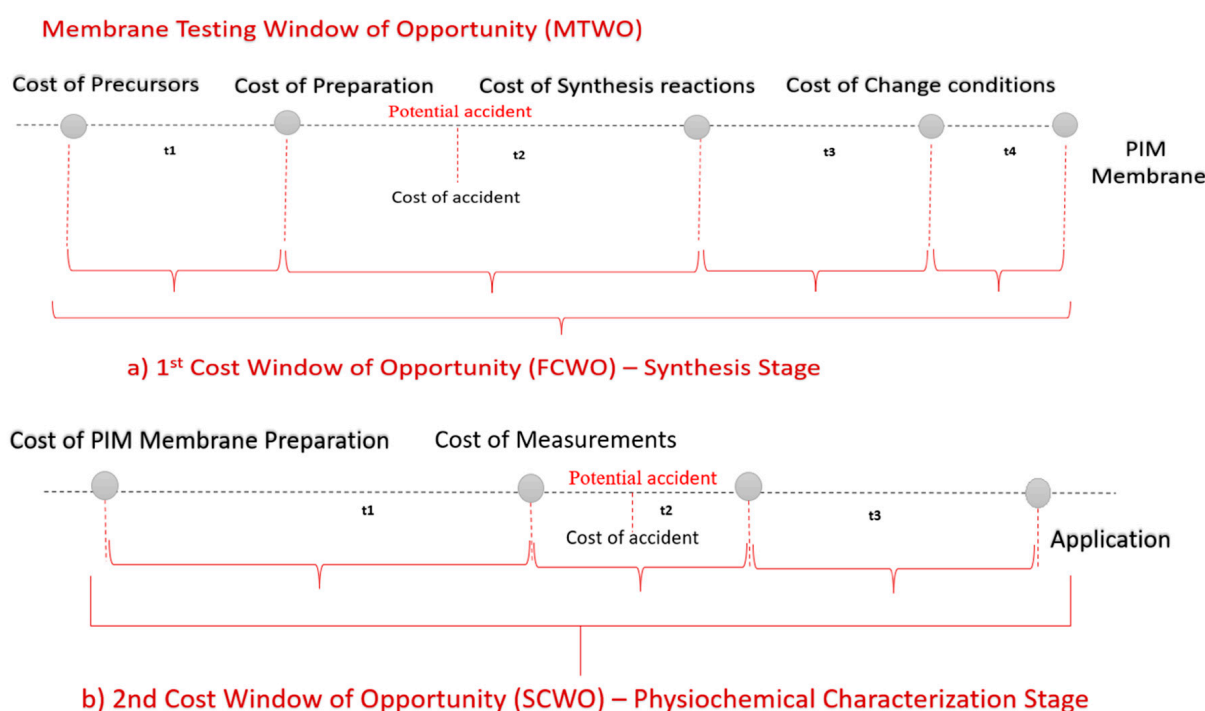 Membrane Testing Window of Opportunity (MTWO)
Cost of Precursors Cost of Preparation Cost of Synthesis reactions Cost of Change conditions
Potential accident
t1 t2 t3 t4
PIM
Membrane
Cost of accident
a) 1st Cost Window of Opportunity (FCWO) – Synthesis Stage
Cost of PIM Membrane Preparation Cost of Measurements
Potential accident
t1 t2 t3
Cost of accident
Application
b) 2nd Cost Window of Opportunity (SCWO) – Physiochemical Characterization Stage